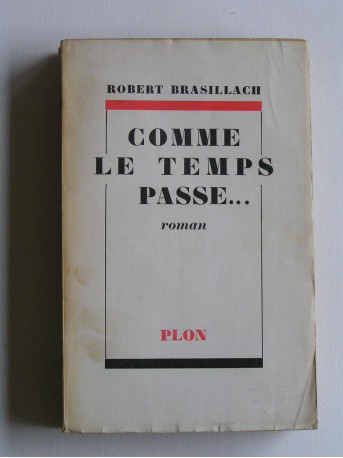 ROBERT BRASILLACH
COMME
LE TEMPS
PASSE...
roman
PLON